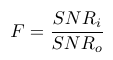 F = \frac{SNR_i}{SNR_o}